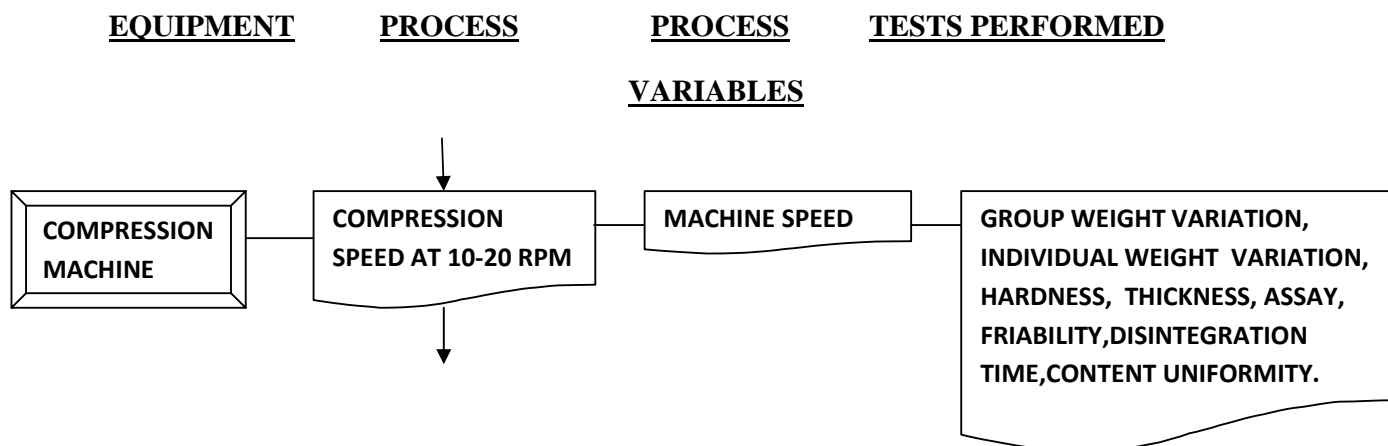 EQUIPMENT PROCESS PROCESS TESTS PERFORMED
VARIABLES
COMPRESSION
MACHINE
COMPRESSION
SPEED AT 10-20 RPM
MACHINE SPEED
GROUP WEIGHT VARIATION,
INDIVIDUAL WEIGHT VARIATION,
HARDNESS, THICKNESS, ASSAY,
FRIABILITY,DISINTEGRATION
TIME,CONTENT UNIFORMITY.